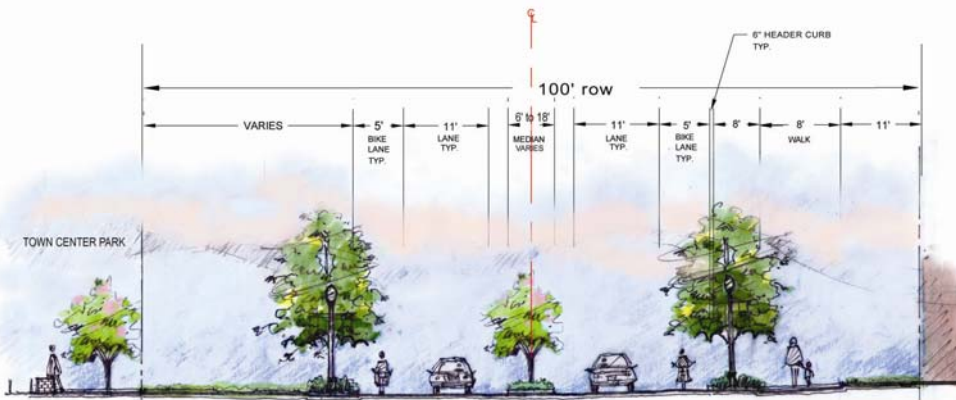 ℄
6" HEADER CURB
TYP.
100' row
VARIES
5'
BIKE
LANE
TYP.
11'
LANE
TYP.
6' to 18'
MEDIAN
VARIES
11'
LANE
TYP.
5'
BIKE
LANE
TYP.
8'
8'
WALK
11'
TOWN CENTER PARK